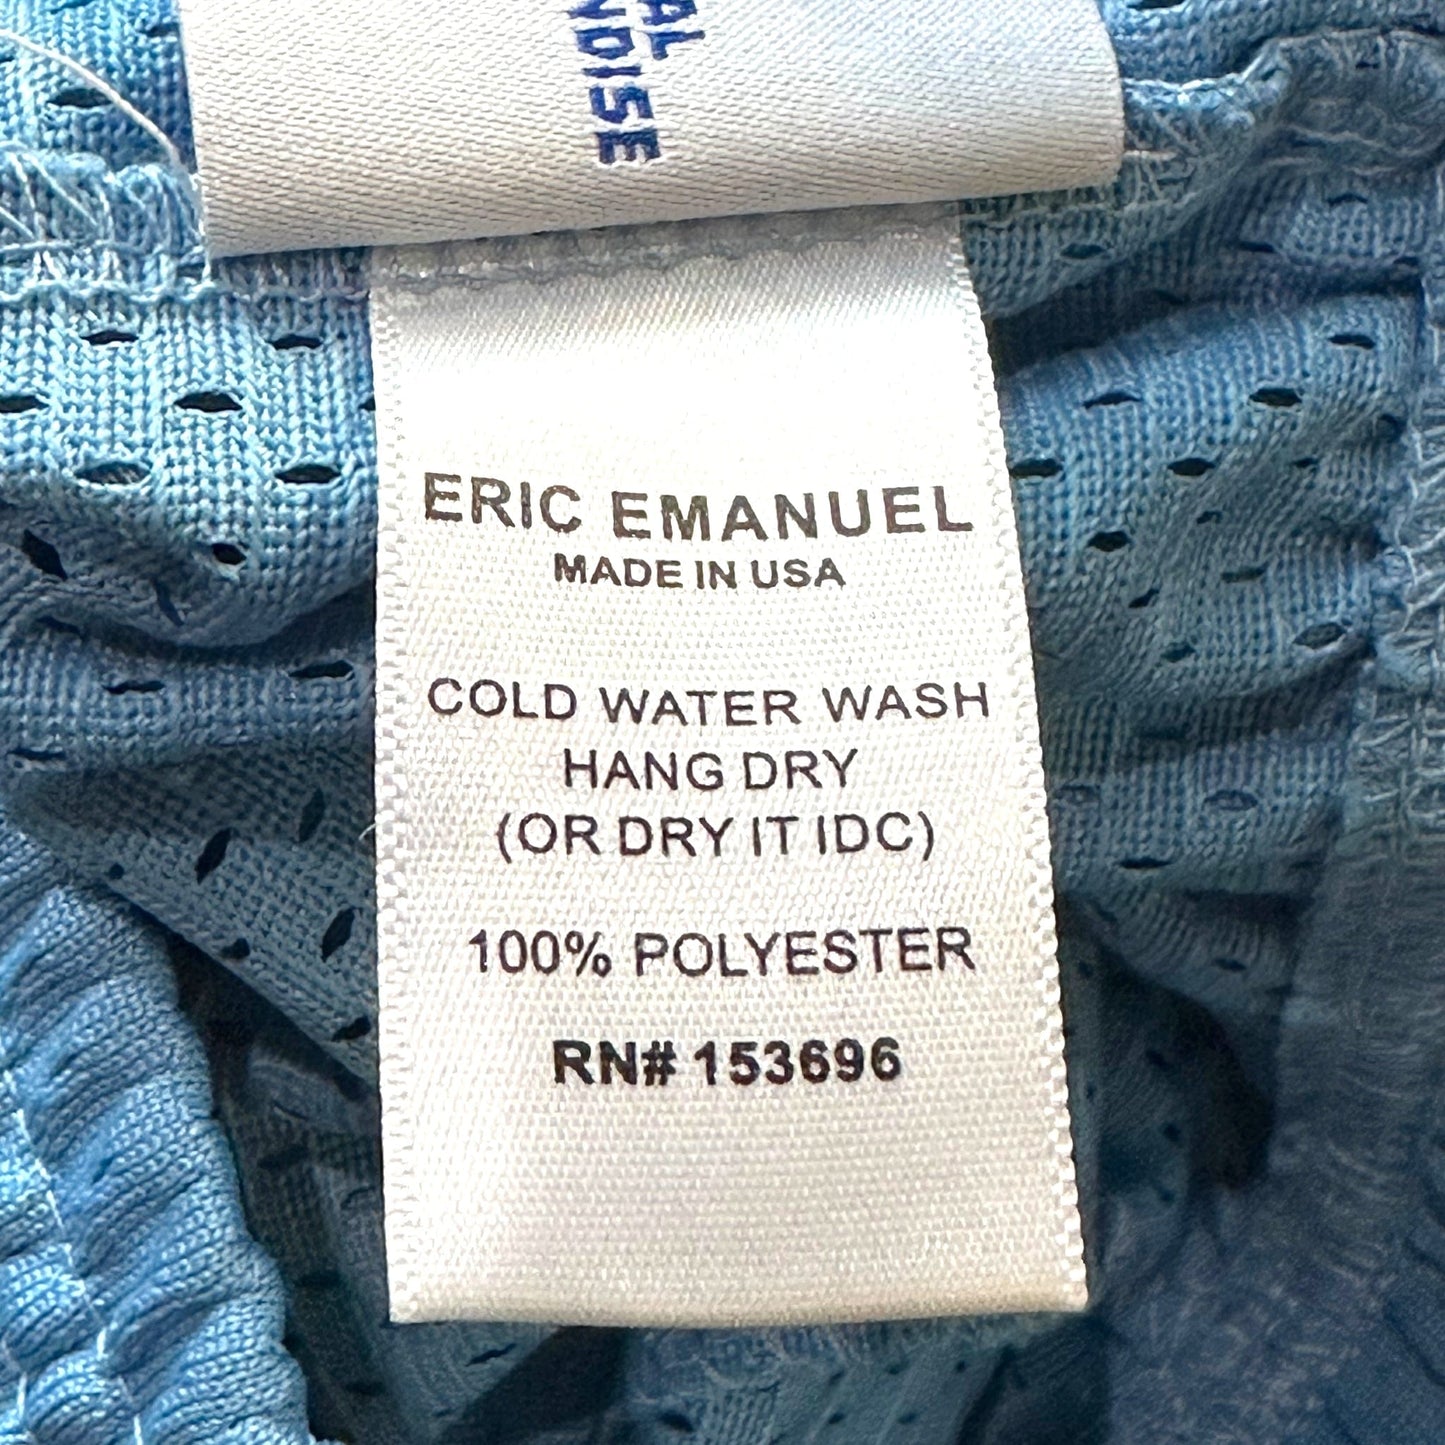 ERIC EMANUEL
MADE IN USA
COLD WATER WASH
HANG DRY
(OR DRY IT IDC)
100% POLYESTER
RN# 153696